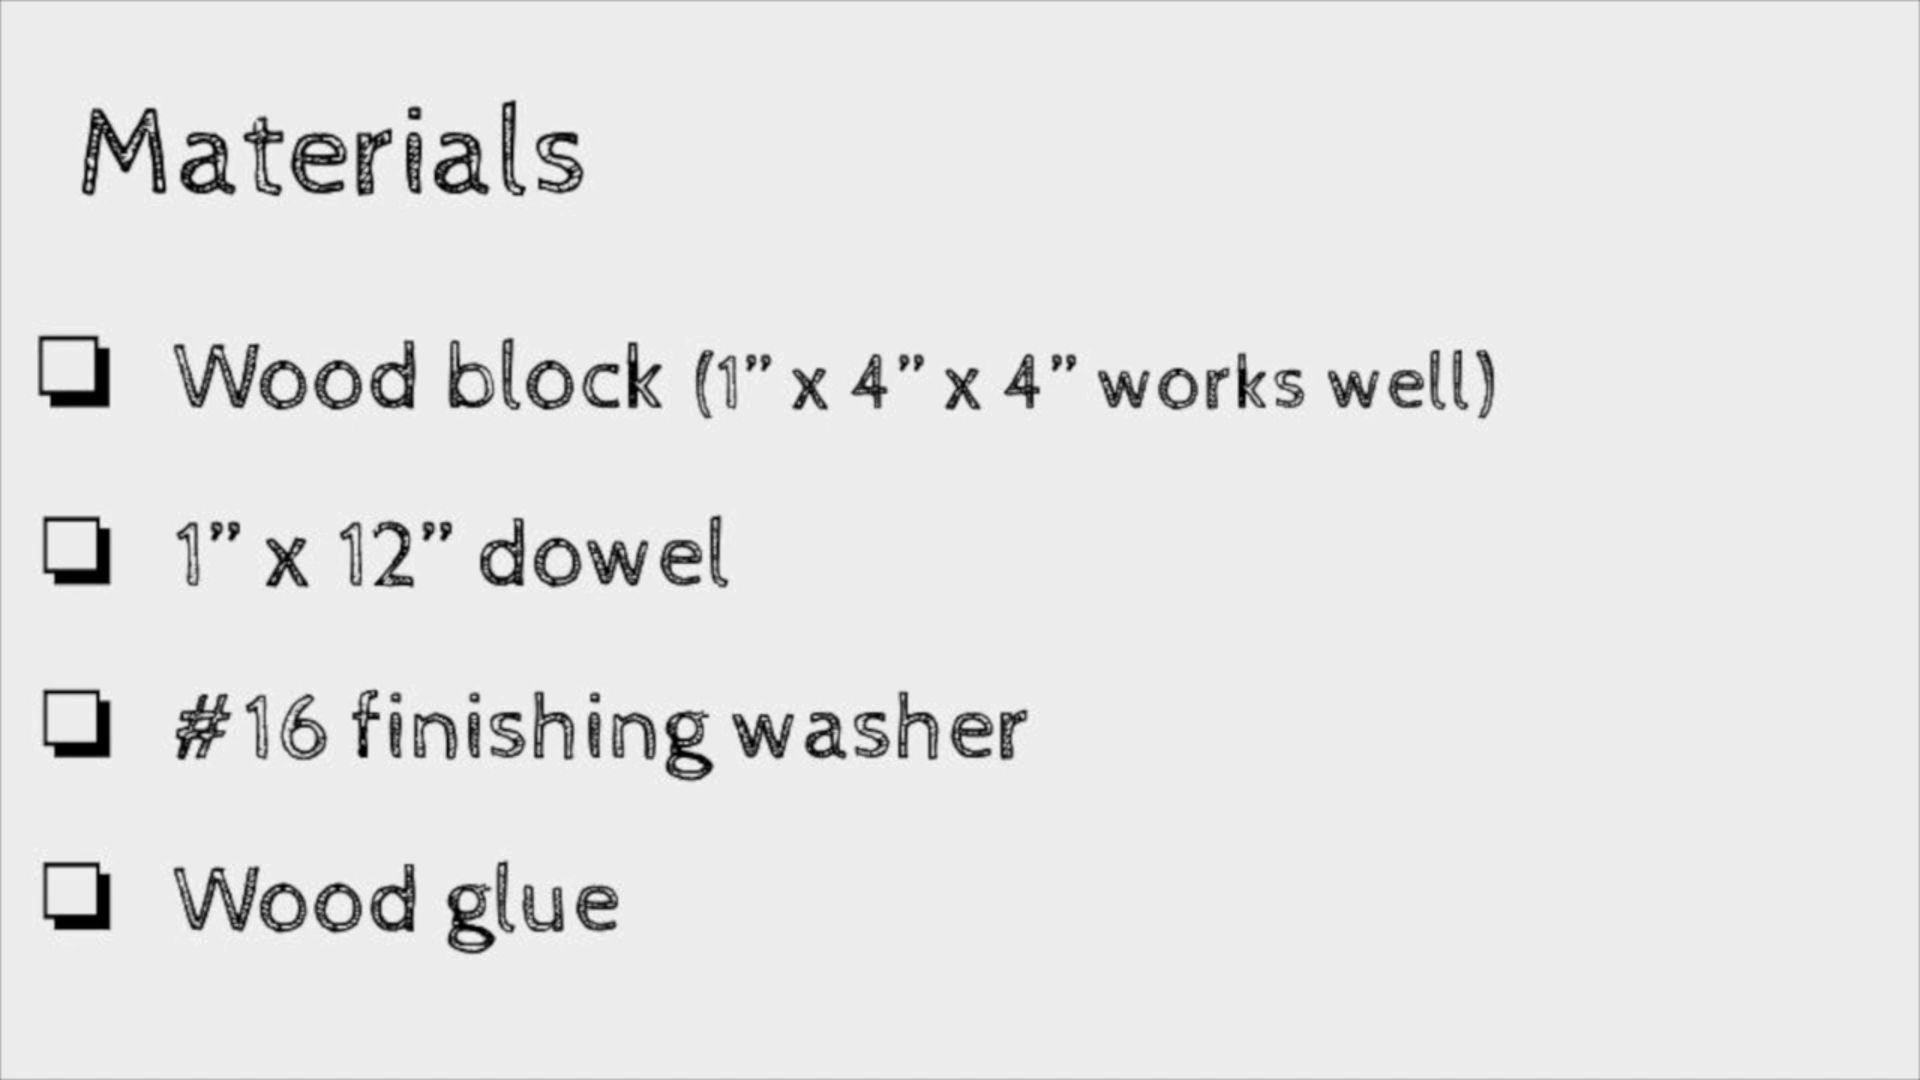 Materials
Wood block (1” x 4” x 4” works well)
1” x 12” dowel
#16 finishing washer
Wood glue